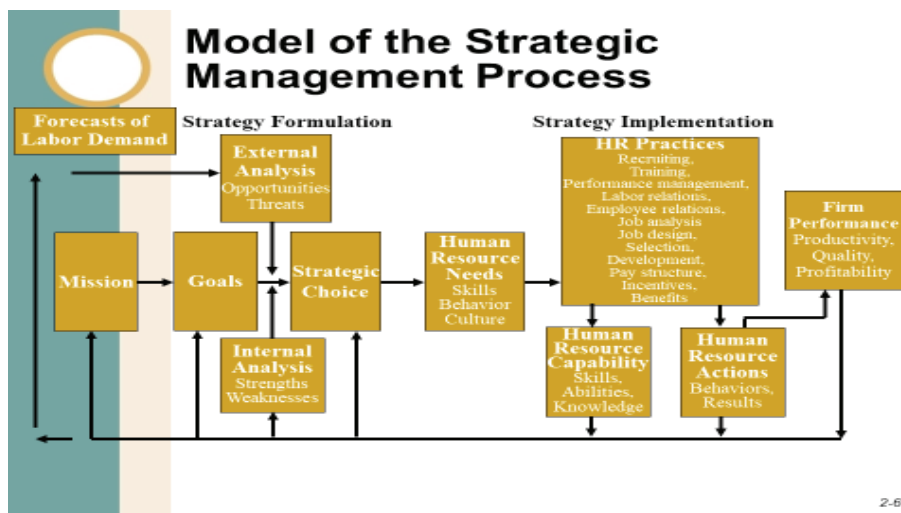 Model of the Strategic
Management Process
Forecasts of
Labor Demand
Strategy Formulation
Strategy Implementation
External
Analysis
Opportunities
Threats
HR Practices
Recruiting,
Training,
Performance management,
Labor relations,
Employee relations,
Job analysis
Job design,
Selection,
Development,
Pay structure,
Incentives,
Benefits
Firm
Performance
Productivity,
Quality,
Profitability
Mission
Goals
Strategic
Choice
Human
Resource
Needs
Skills
Behavior
Culture
Internal
Analysis
Strengths
Weaknesses
Human
Resource
Capability
Skills,
Abilities,
Knowledge
Human
Resource
Actions
Behaviors,
Results
2-6